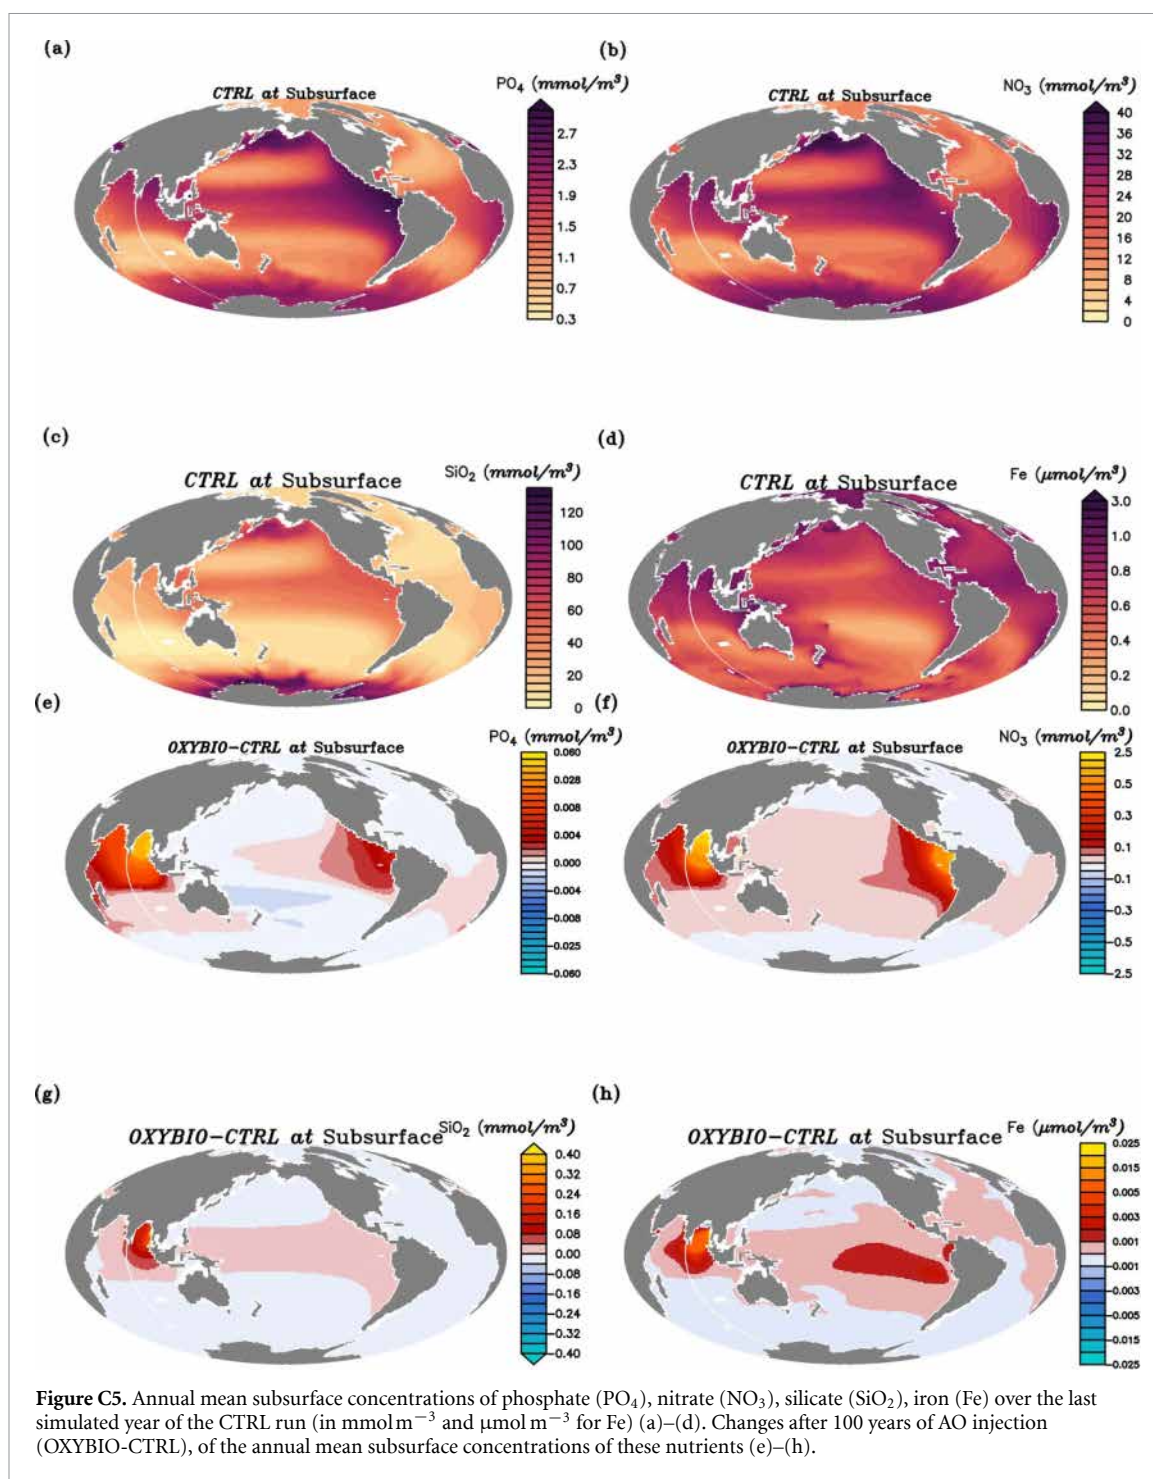 (a)
CTRL at Subsurface
PO4 (mmol/m³)
2.7
2.3
1.9
1.5
1.1
0.7
0.3
(b)
CTRL at Subsurface
NO3 (mmol/m³)
40
36
32
28
24
20
16
12
8
4
0
(c)
CTRL at Subsurface
SiO2 (mmol/m³)
120
100
80
60
40
20
0
(d)
CTRL at Subsurface
Fe (μmol/m³)
3.0
1.0
0.8
0.6
0.4
0.2
0.0
(e)
OXYBIO-CTRL at Subsurface
PO4 (mmol/m³)
0.060
0.028
0.008
0.004
0.000
-0.004
-0.008
-0.025
-0.060
(f)
OXYBIO-CTRL at Subsurface
NO3 (mmol/m³)
2.5
0.5
0.3
0.1
-0.1
-0.3
-0.5
-2.5
(g)
OXYBIO-CTRL at Subsurface
SiO2 (mmol/m³)
0.40
0.32
0.24
0.16
0.08
0.00
-0.08
-0.16
-0.24
-0.32
-0.40
(h)
OXYBIO-CTRL at Subsurface
Fe (μmol/m³)
0.025
0.015
0.005
0.003
0.001
-0.001
-0.003
-0.005
-0.015
-0.025
Figure C5. Annual mean subsurface concentrations of phosphate (PO4), nitrate (NO3), silicate (SiO2), iron (Fe) over the last
simulated year of the CTRL run (in mmol m−3 and μmol m−3 for Fe) (a)–(d). Changes after 100 years of AO injection
(OXYBIO-CTRL), of the annual mean subsurface concentrations of these nutrients (e)–(h).